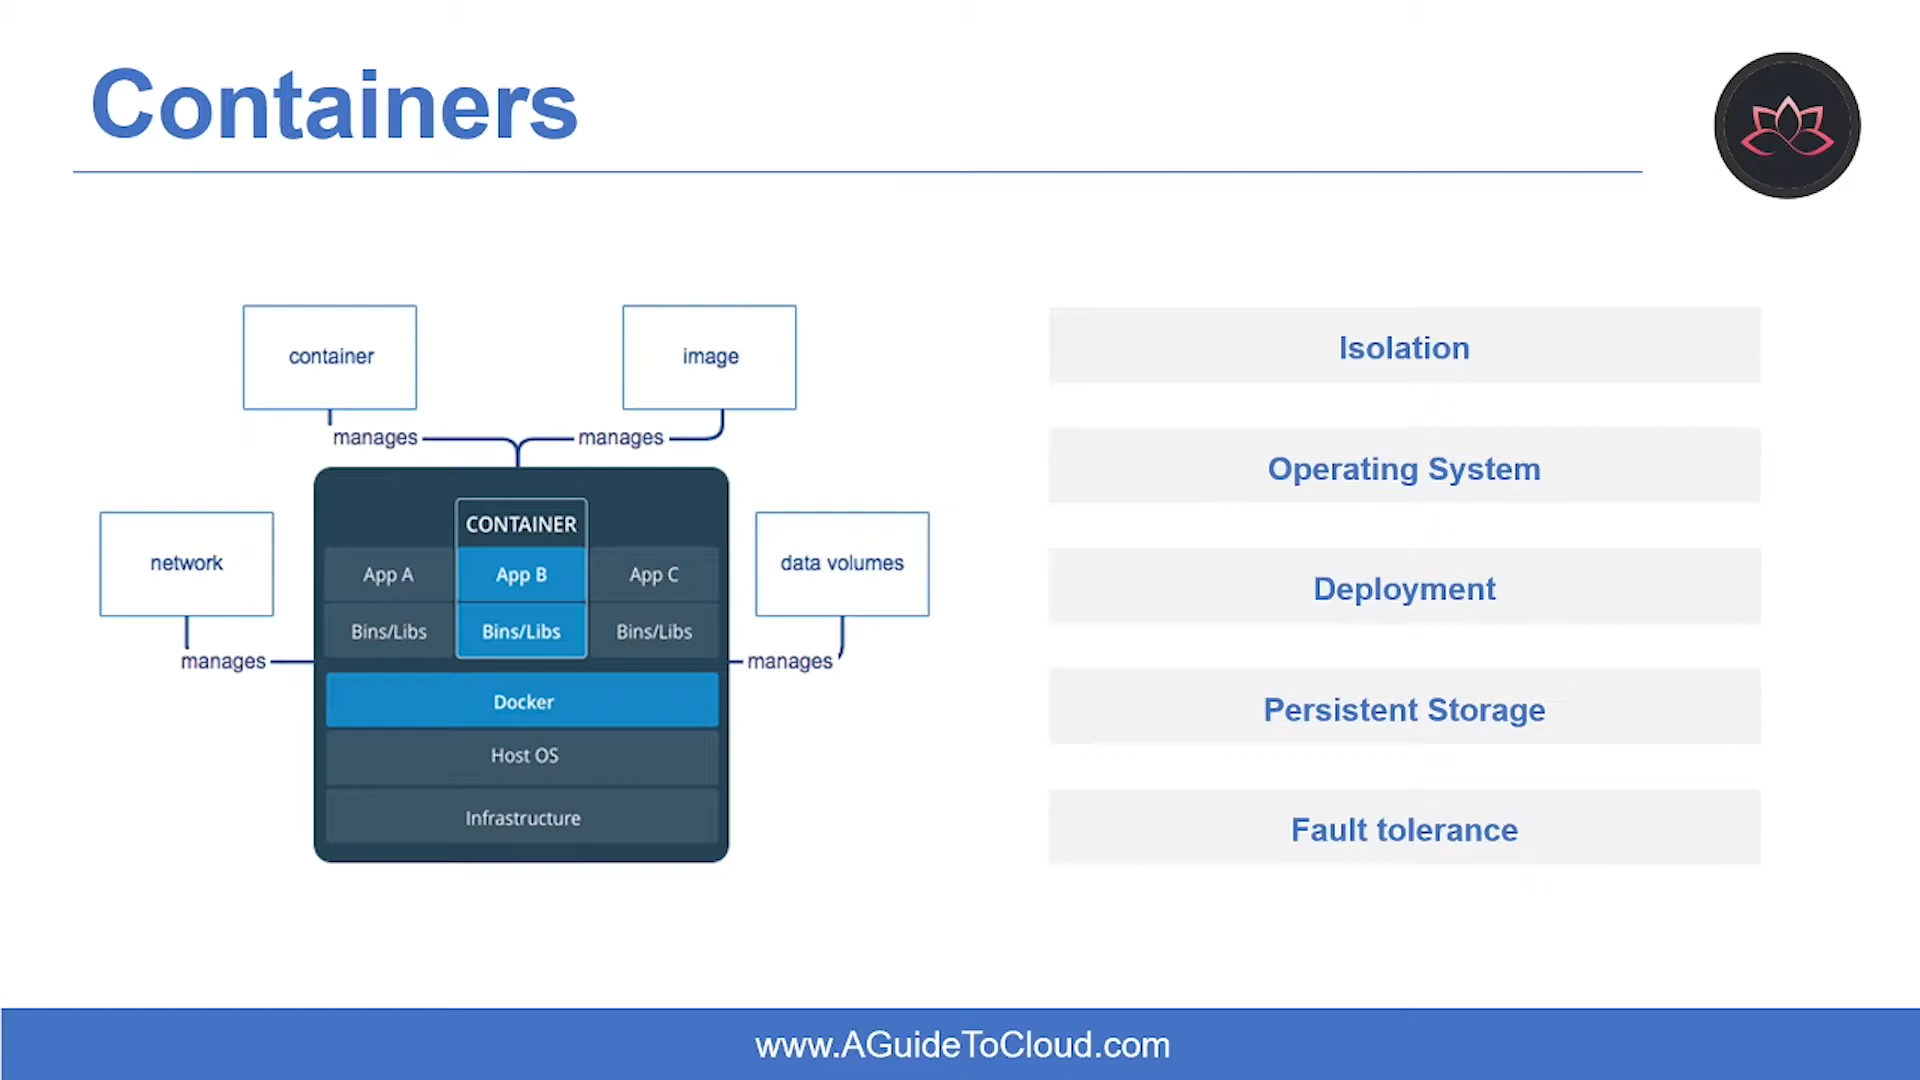 Containers
container
image
manages
manages
network
data volumes
manages
manages
CONTAINER
App A
App B
App C
Bins/Libs
Bins/Libs
Bins/Libs
Docker
Host OS
Infrastructure
Isolation
Operating System
Deployment
Persistent Storage
Fault tolerance
www.AGuideToCloud.com